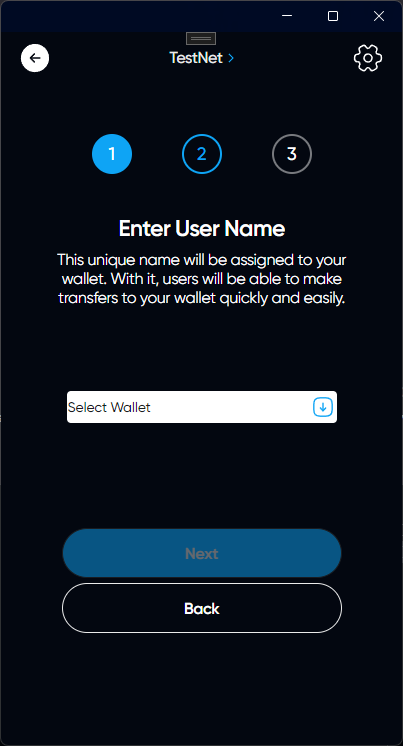 TestNet
1 2 3
Enter User Name
This unique name will be assigned to your
wallet. With it, users will be able to make
transfers to your wallet quickly and easily.
Select Wallet
Next
Back